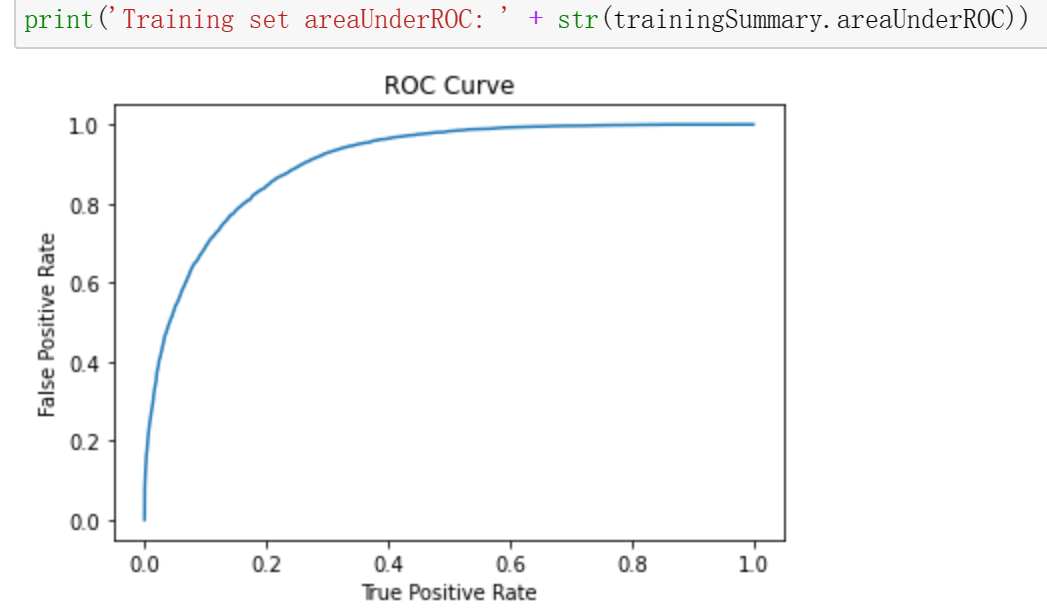 print('Training set areaUnderROC: ' + str(trainingSummary.areaUnderROC))
ROC Curve
1.0
0.8
0.6
0.4
0.2
0.0
False Positive Rate
0.0 0.2 0.4 0.6 0.8 1.0
True Positive Rate